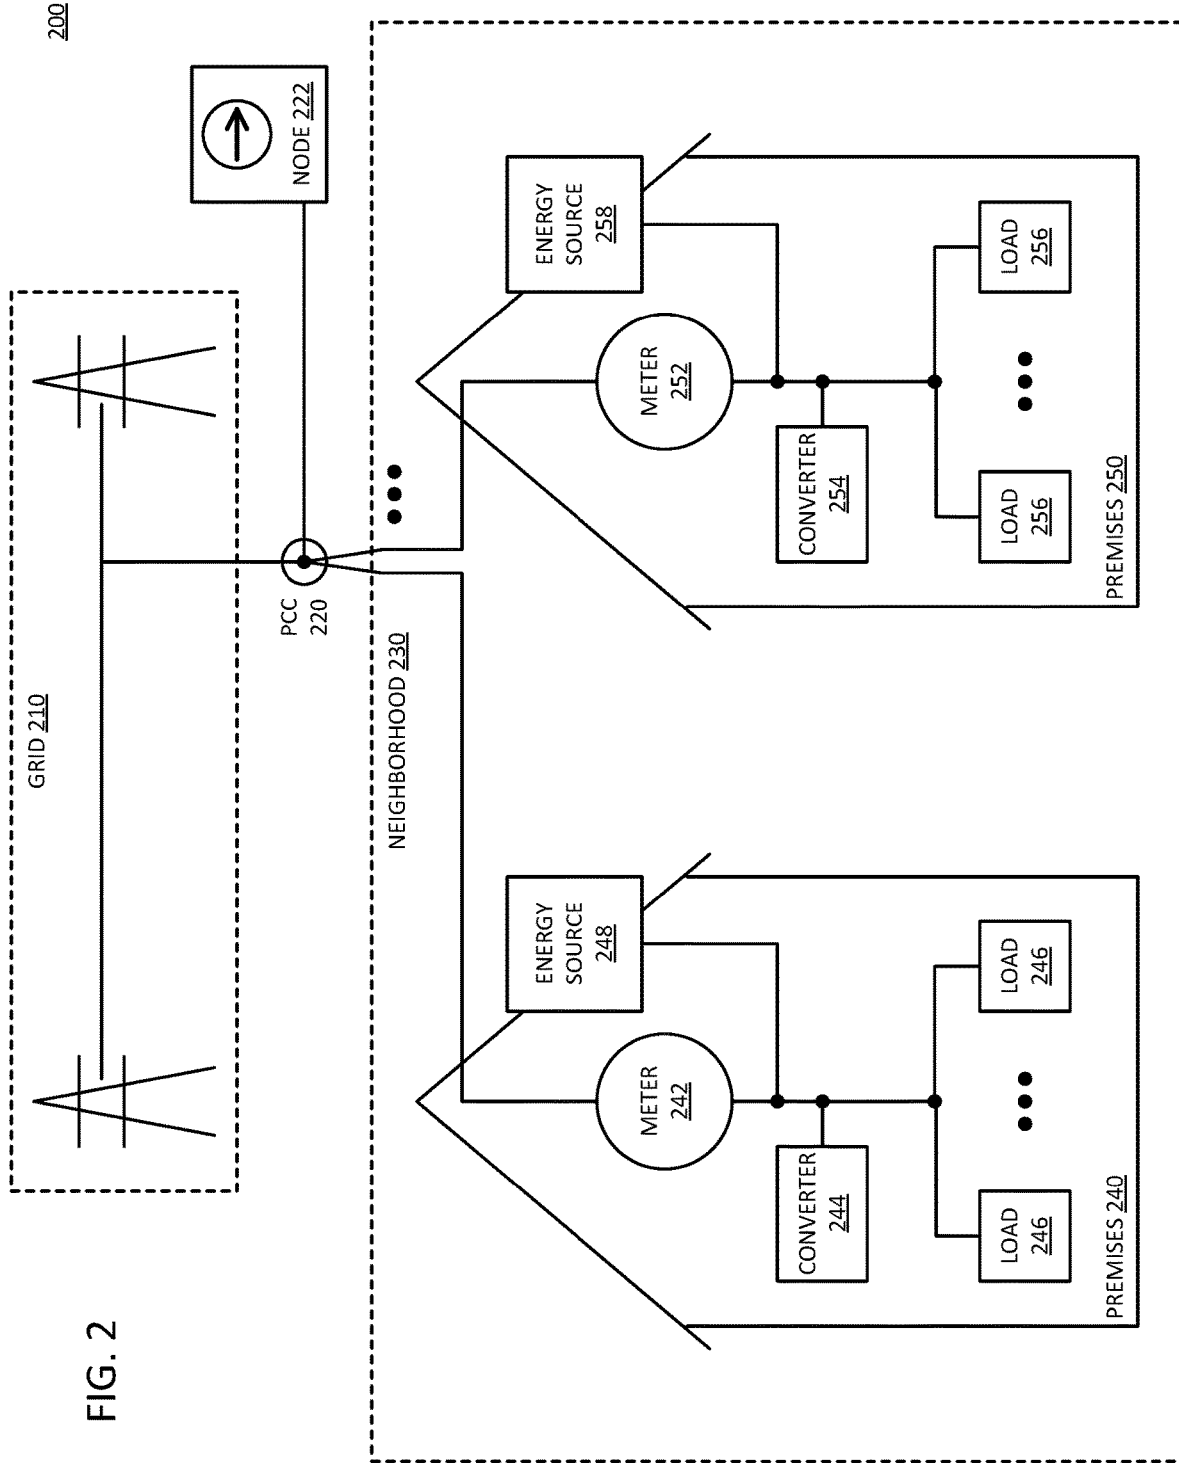 FIG. 2
200
GRID 210
PCC
220
NODE 222
NEIGHBORHOOD 230
ENERGY
SOURCE
248
METER
242
CONVERTER
244
LOAD
246
LOAD
246
PREMISES 240
ENERGY
SOURCE
258
METER
252
CONVERTER
254
LOAD
256
LOAD
256
PREMISES 250